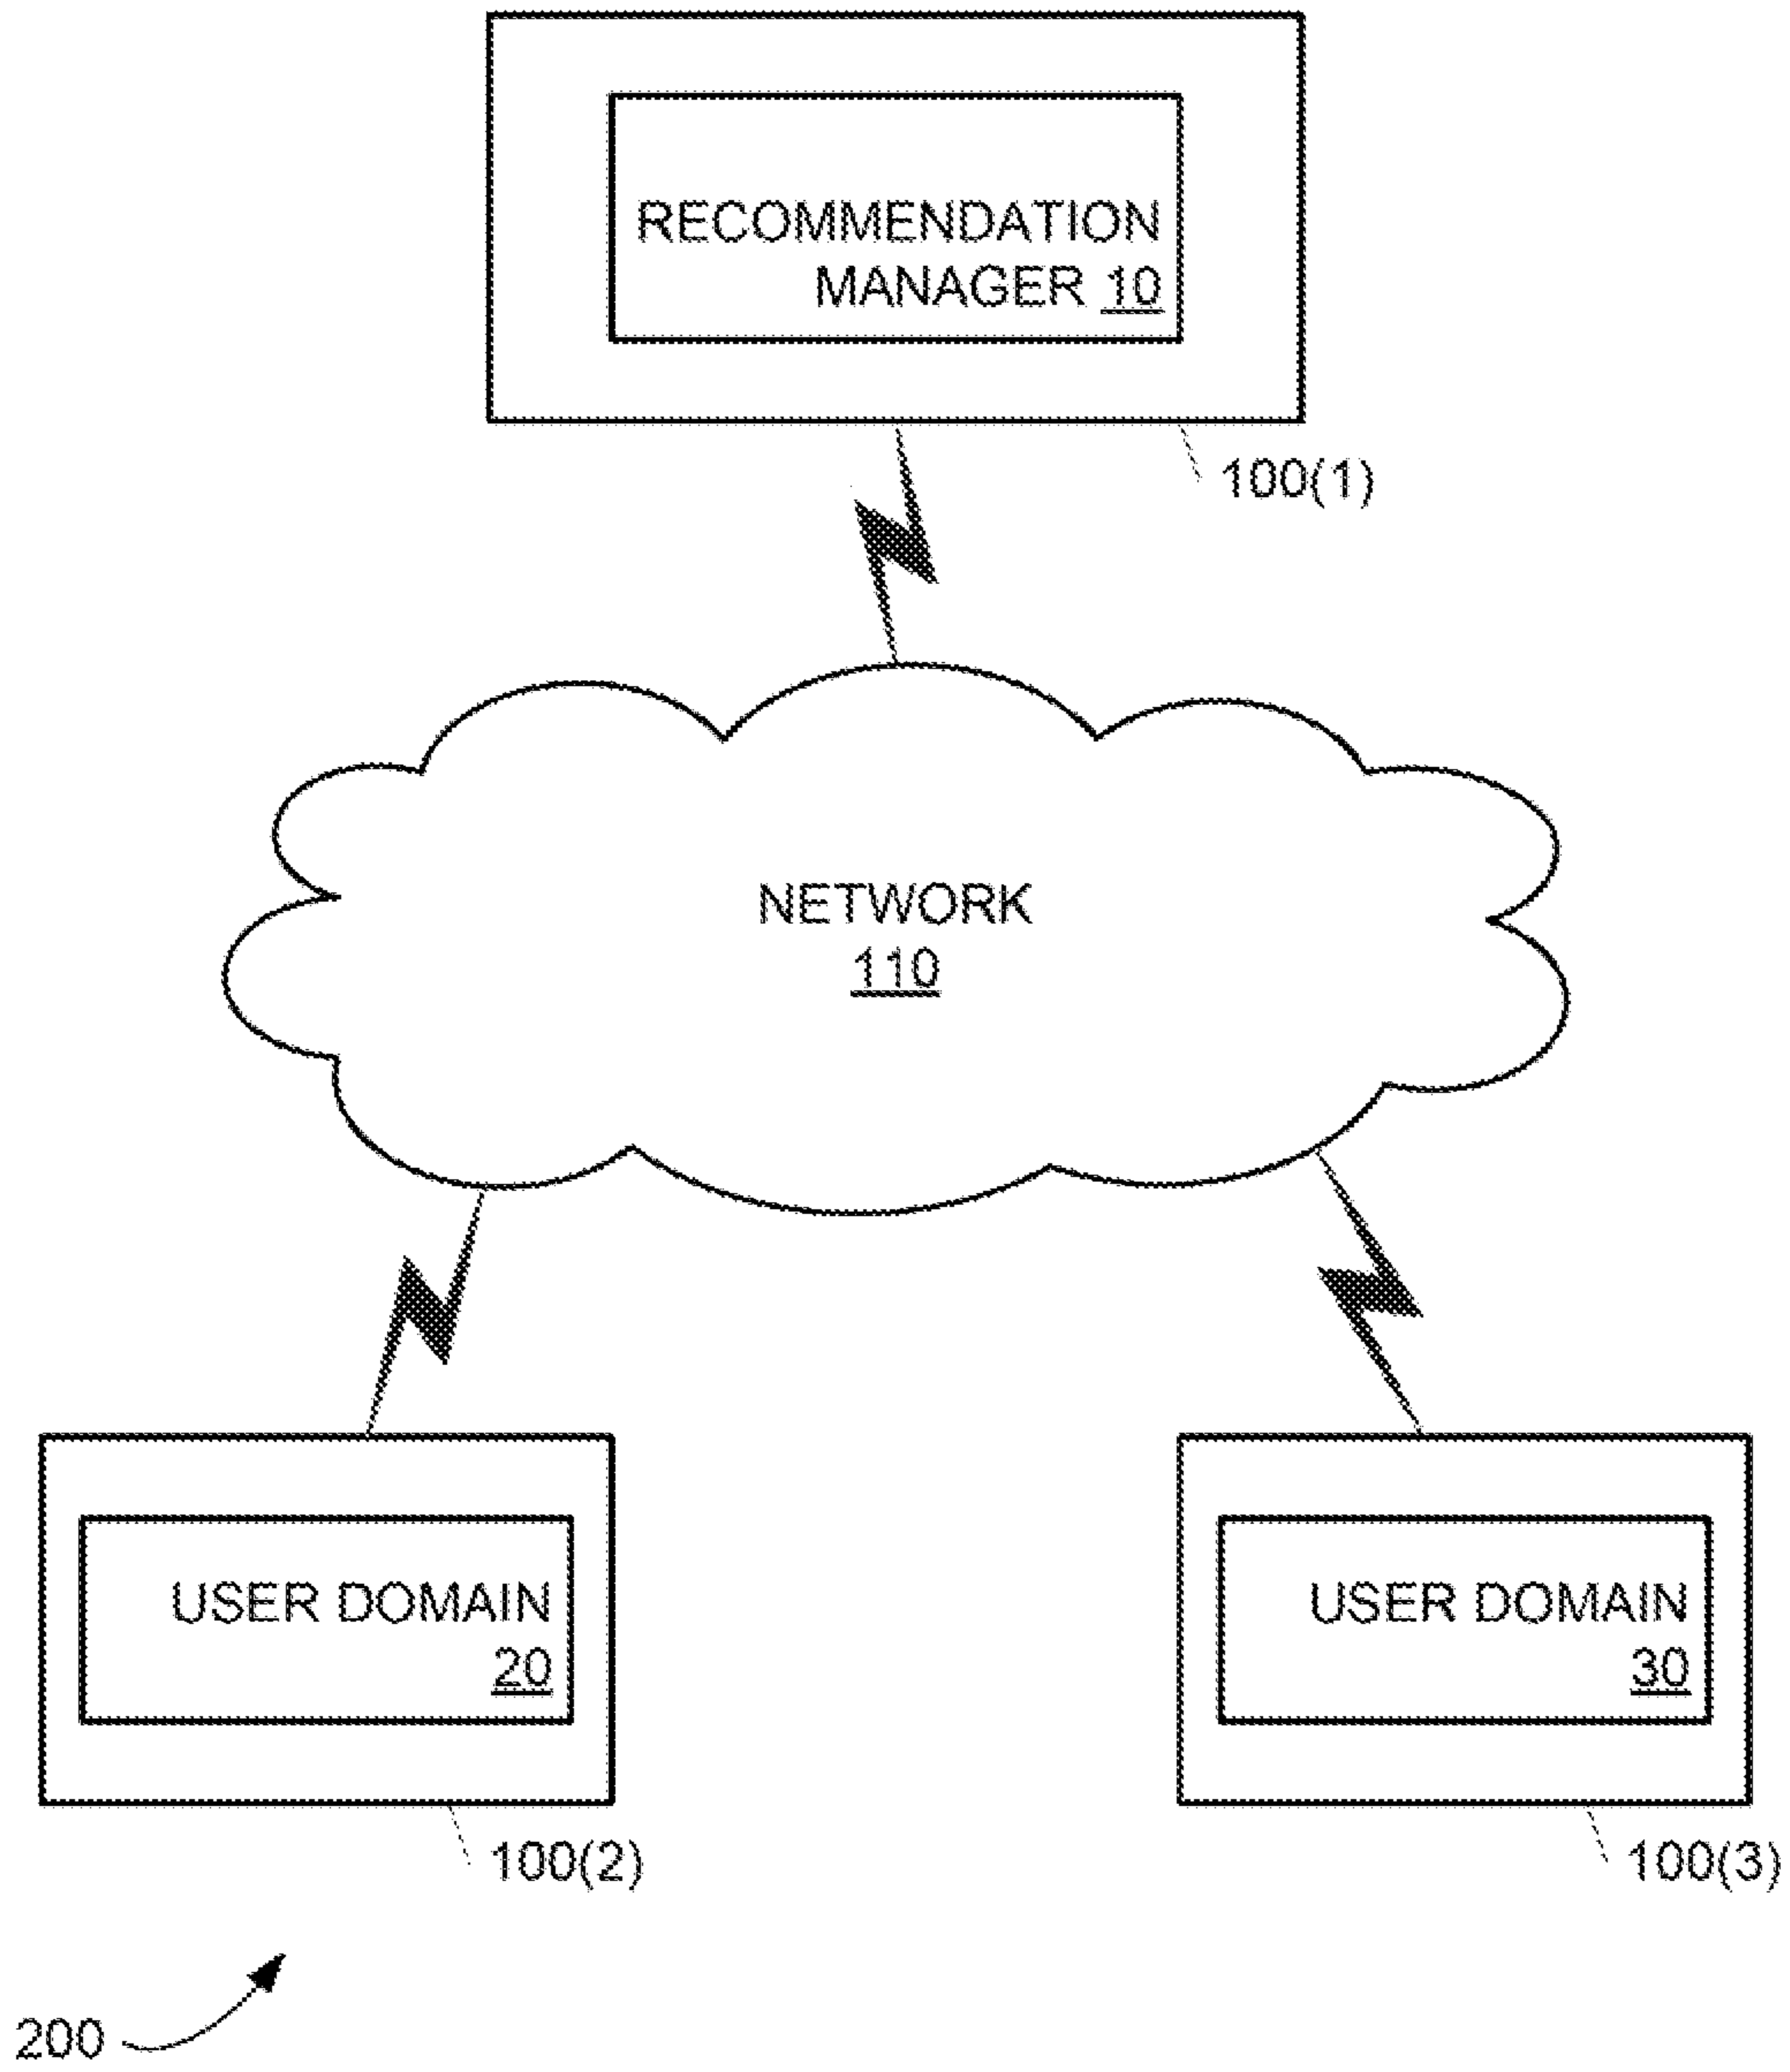 RECOMMENDATION
MANAGER 10
100(1)
NETWORK
110
USER DOMAIN
20
USER DOMAIN
30
100(2)
100(3)
200